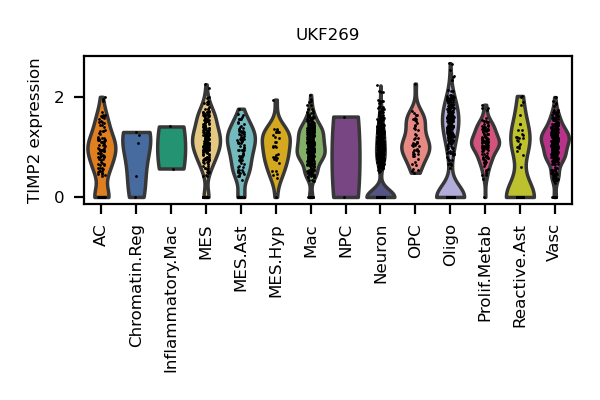 UKF269
TIMP2 expression
2
0
AC
Chromatin.Reg
Inflammatory.Mac
MES
MES.Ast
MES.Hyp
Mac
NPC
Neuron
OPC
Oligo
Prolif.Metab
Reactive.Ast
Vasc